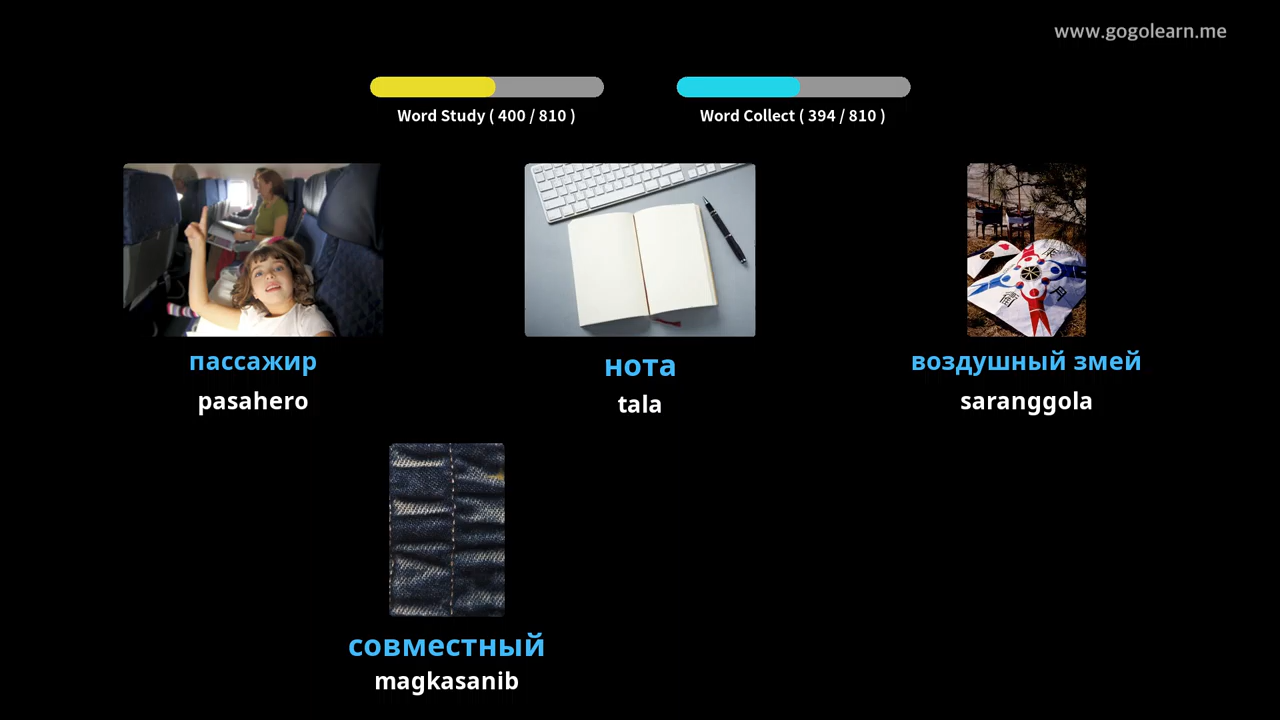 www.gogolearn.me
Word Study ( 400 / 810 )
Word Collect ( 394 / 810 )
пассажир
pasahero
нота
tala
воздушный змей
saranggola
совместный
magkasanib